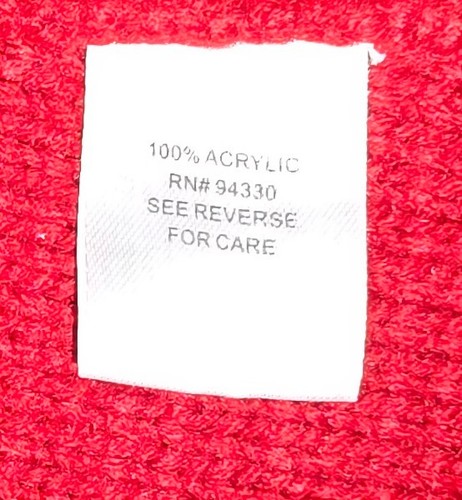 100% ACRYLIC
RN# 94330
SEE REVERSE
FOR CARE